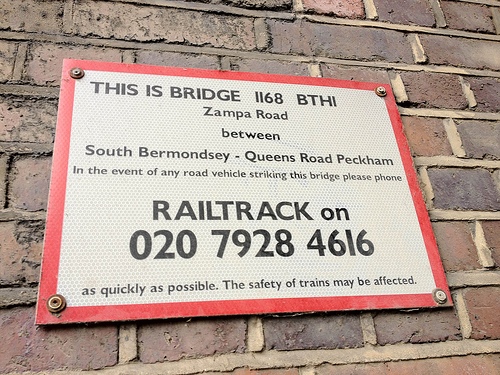 THIS IS BRIDGE 1168 BTH1
Zampa Road
between
South Bermondsey - Queens Road Peckham
In the event of any road vehicle striking this bridge please phone
RAILTRACK on
020 7928 4616
as quickly as possible. The safety of trains may be affected.